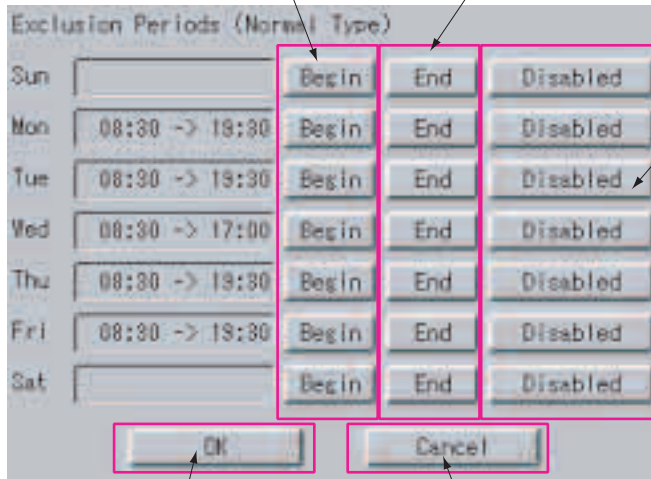 Exclusion Periods (Normal Type)
Sun Begin End Disabled
Mon 08:30 -> 19:30 Begin End Disabled
Tue 08:30 -> 19:30 Begin End Disabled
Wed 08:30 -> 17:00 Begin End Disabled
Thu 08:30 -> 19:30 Begin End Disabled
Fri 08:30 -> 19:30 Begin End Disabled
Sat Begin End Disabled
OK Cancel